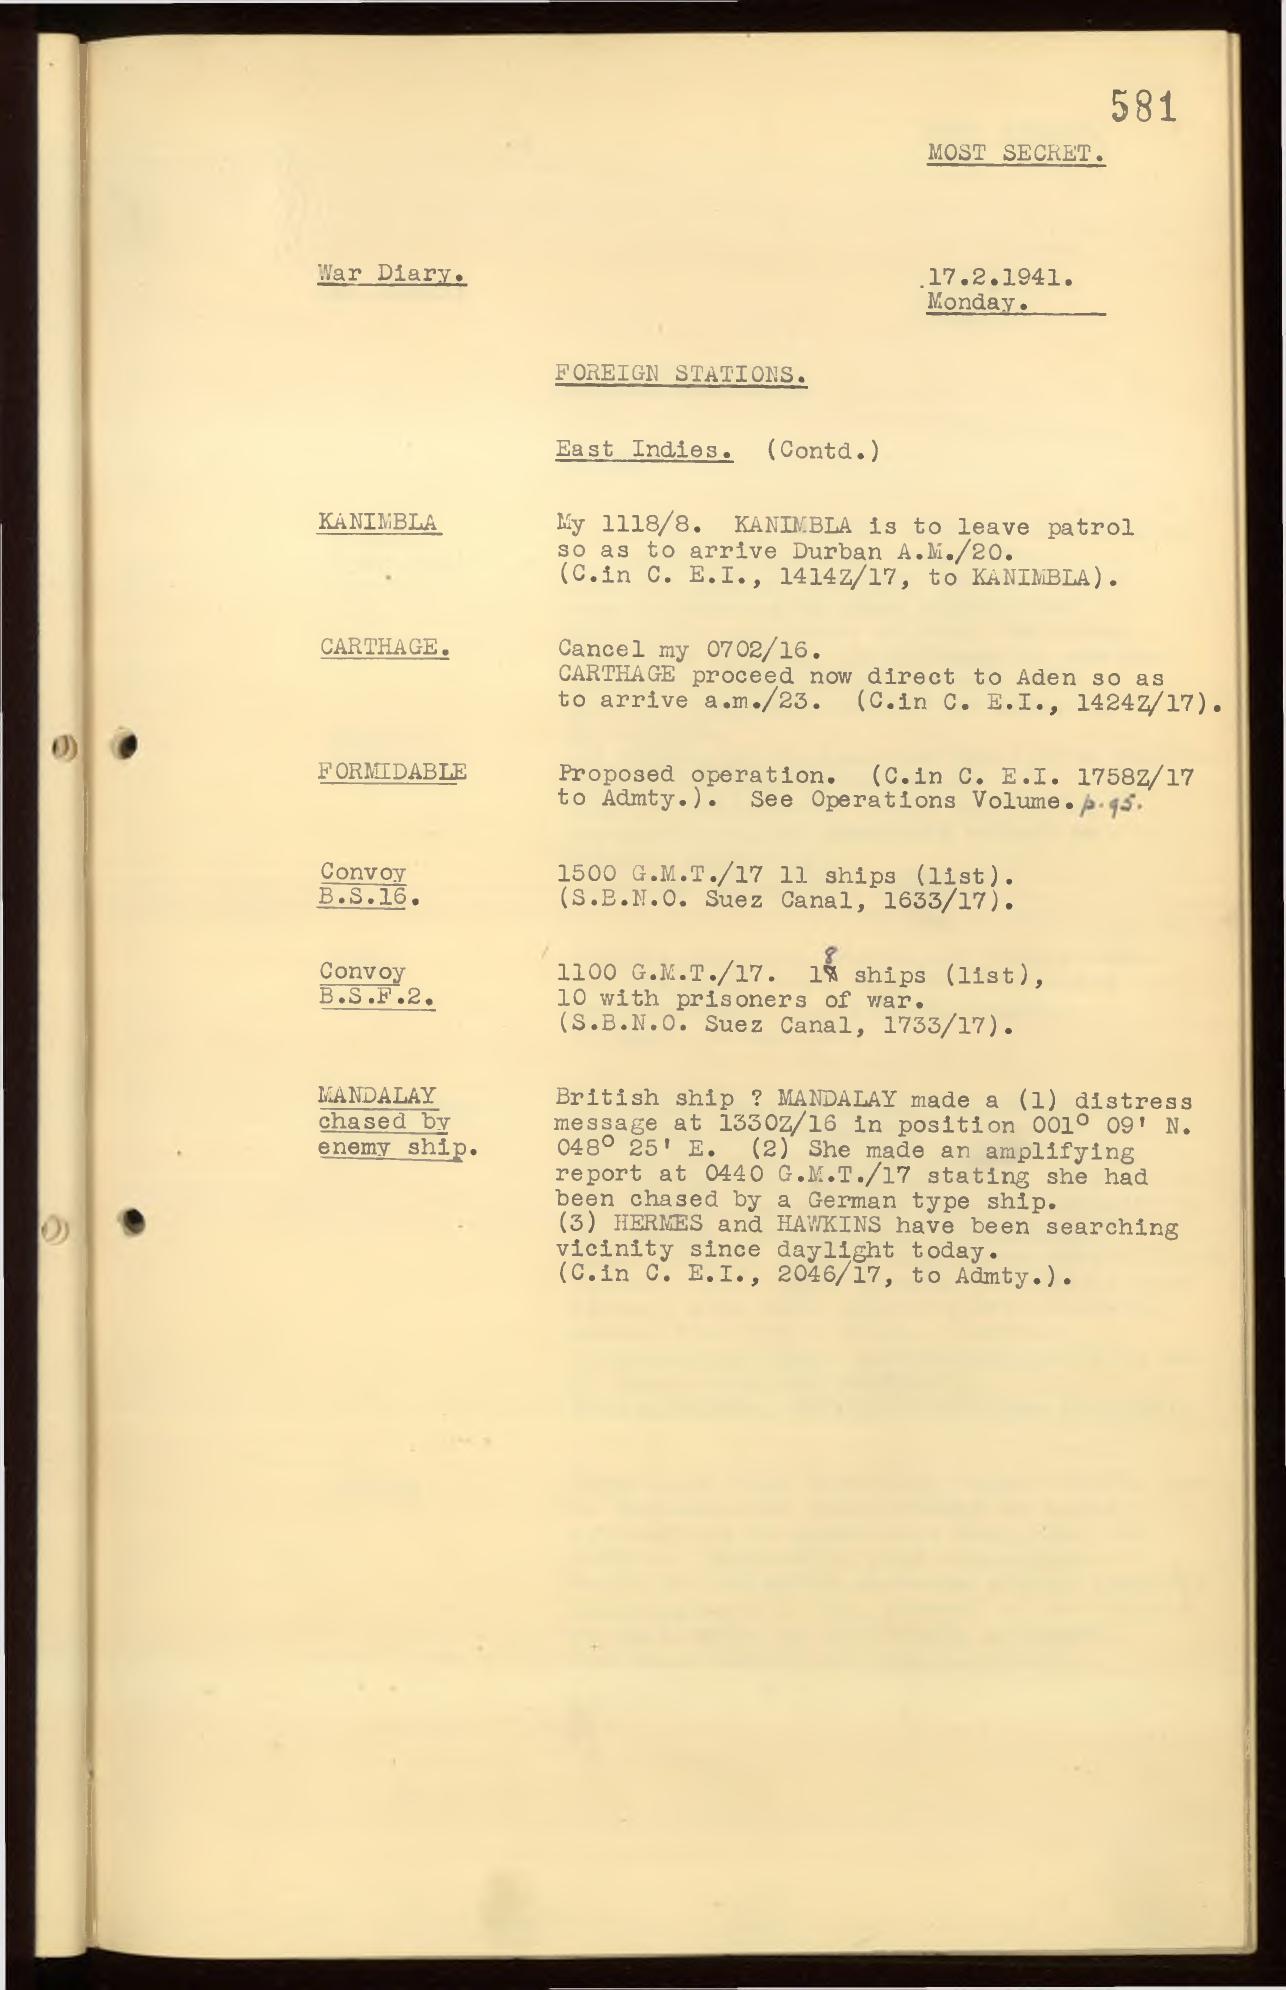 581
MOST SECRET.
War Diary.
17.2.1941.
Monday.
FOREIGN STATIONS.
East Indies. (Contd.)
KANIMBLA
My 1118/8. KANIMBLA is to leave patrol
so as to arrive Durban A.M./20.
(C.in C. E.I., 1414Z/17, to KANIMBLA).
CARTHAGE.
Cancel my 0702/16.
CARTHAGE proceed now direct to Aden so as
to arrive a.m./23. (C.in C. E.I., 1424Z/17).
FORMIDABLE
Proposed operation. (C.in C. E.I. 1758Z/17
to Admty.). See Operations Volume. p.95.
Convoy
B.S.16.
1500 G.M.T./17 11 ships (list).
(S.B.N.O. Suez Canal, 1633/17).
Convoy
B.S.F.2.
1100 G.M.T./17. 18 ships (list),
10 with prisoners of war.
(S.B.N.O. Suez Canal, 1733/17).
MANDALAY
chased by
enemy ship.
British ship ? MANDALAY made a (1) distress
message at 1330Z/16 in position 001° 09' N.
048° 25' E. (2) She made an amplifying
report at 0440 G.M.T./17 stating she had
been chased by a German type ship.
(3) HERMES and HAWKINS have been searching
vicinity since daylight today.
(C.in C. E.I., 2046/17, to Admty.).